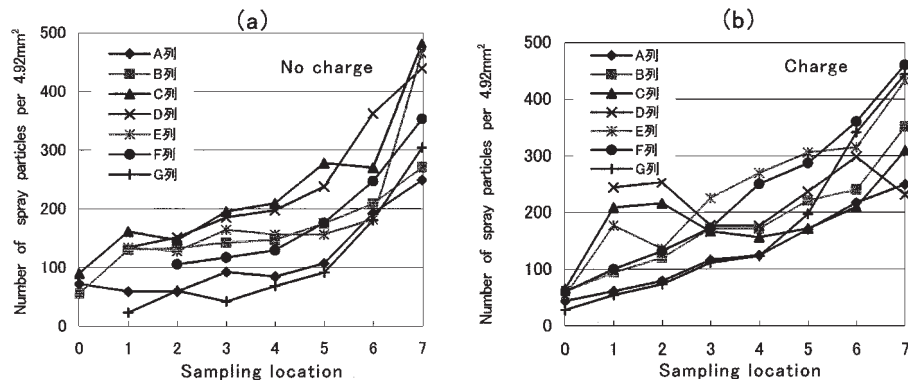 (a)
Number of spray particles per 4.92mm²
500
400
300
200
100
0
A列
B列
C列
D列
E列
F列
G列
No charge
0 1 2 3 4 5 6 7
Sampling location
(b)
Number of spray particles per 4.92mm²
500
400
300
200
100
0
A列
B列
C列
D列
E列
F列
G列
Charge
0 1 2 3 4 5 6 7
Sampling location